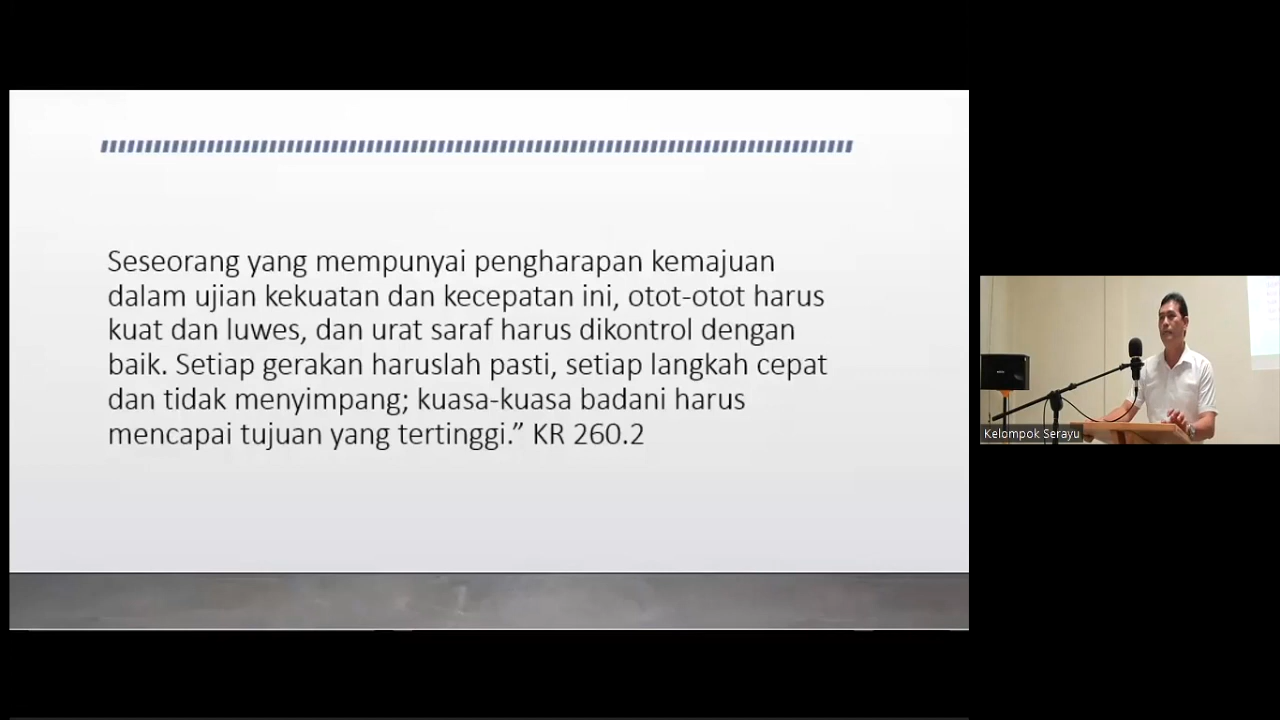 Seseorang yang mempunyai pengharapan kemajuan
dalam ujian kekuatan dan kecepatan ini, otot-otot harus
kuat dan luwes, dan urat saraf harus dikontrol dengan
baik. Setiap gerakan haruslah pasti, setiap langkah cepat
dan tidak menyimpang; kuasa-kuasa badani harus
mencapai tujuan yang tertinggi.” KR 260.2
Kelompok Serayu